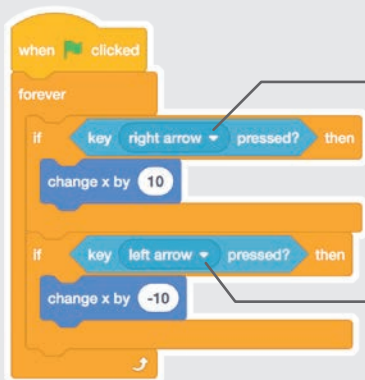 when clicked
forever
if key right arrow pressed? then
change x by 10
if key left arrow pressed? then
change x by -10